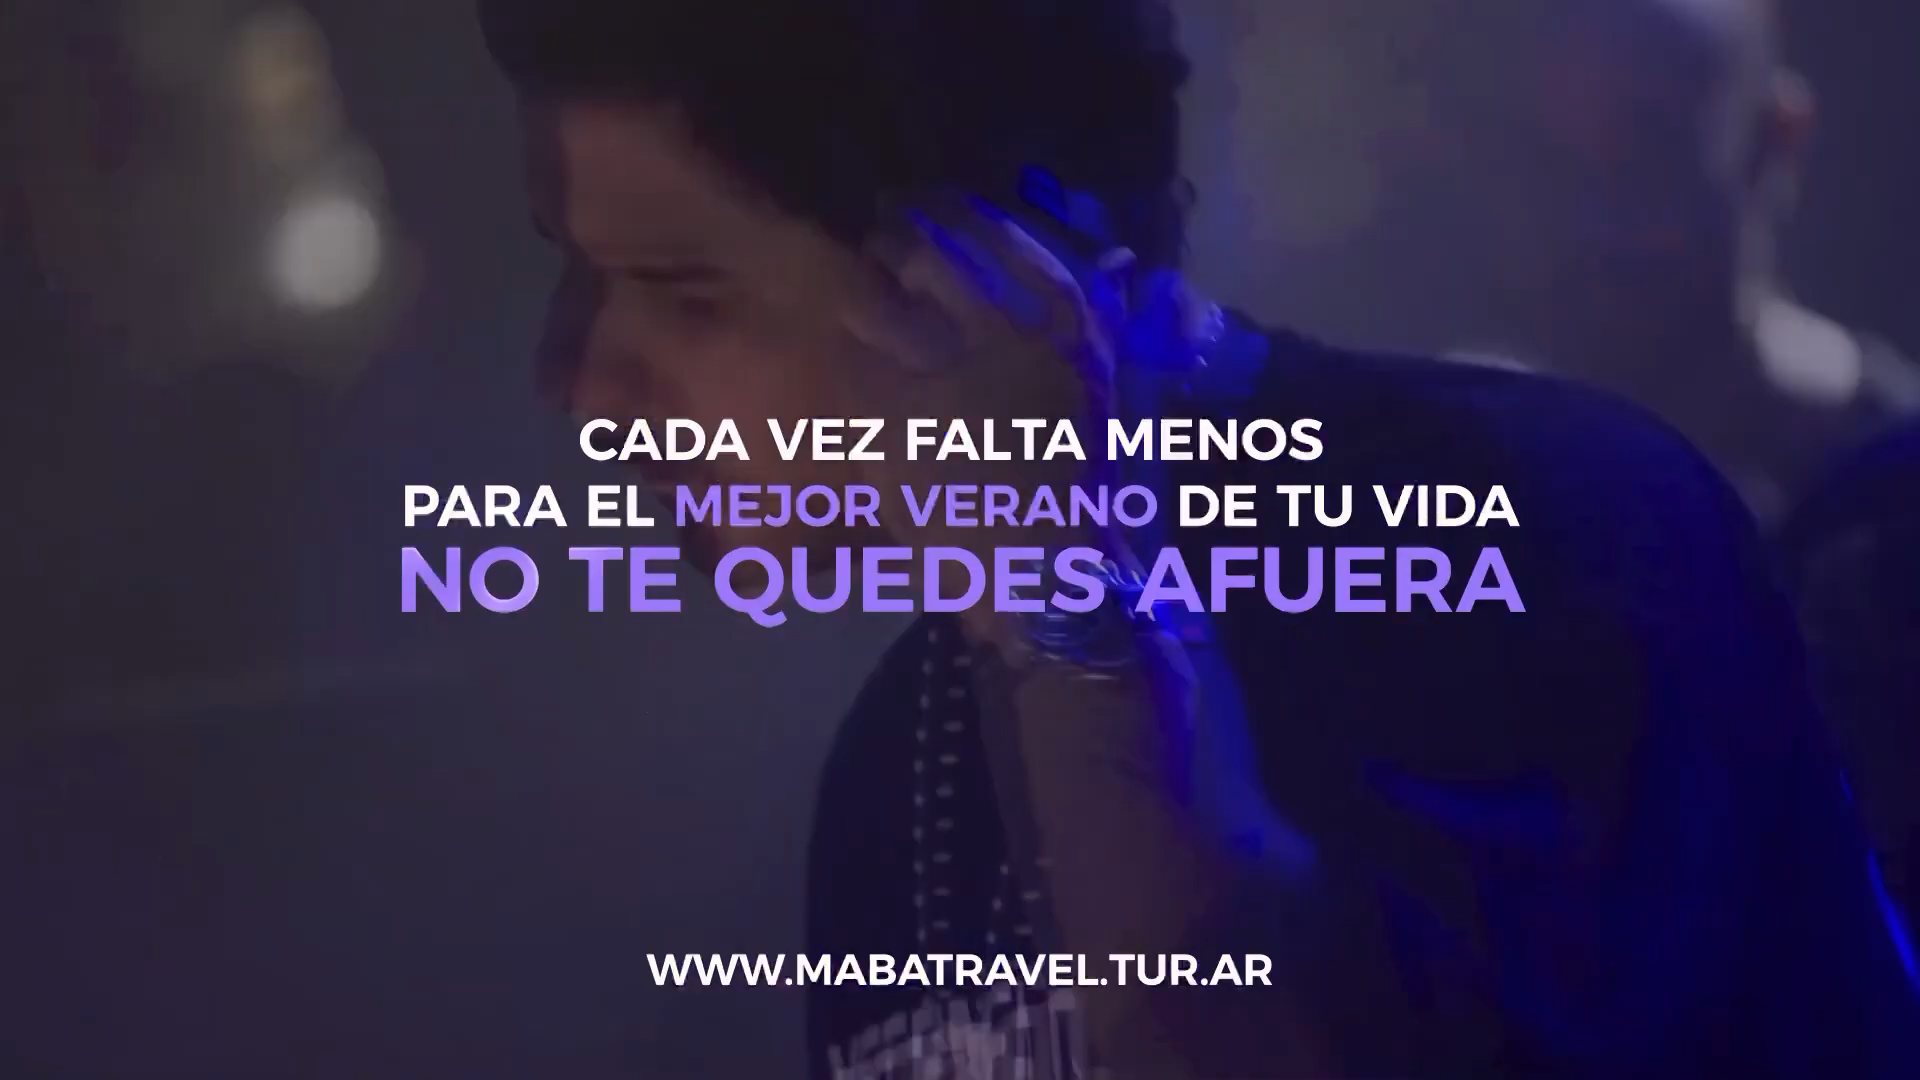 CADA VEZ FALTA MENOS
PARA EL MEJOR VERANO DE TU VIDA
NO TE QUEDES AFUERA
WWW.MABATRAVEL.TUR.AR